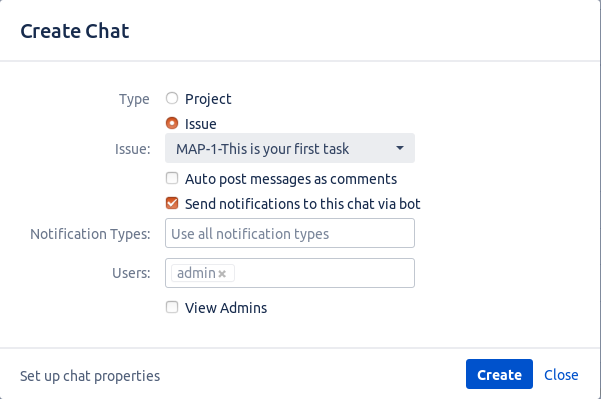 Create Chat
Type
Project
Issue
Issue:
MAP-1-This is your first task
Auto post messages as comments
Send notifications to this chat via bot
Notification Types:
Use all notification types
Users:
admin ×
View Admins
Set up chat properties
Create
Close